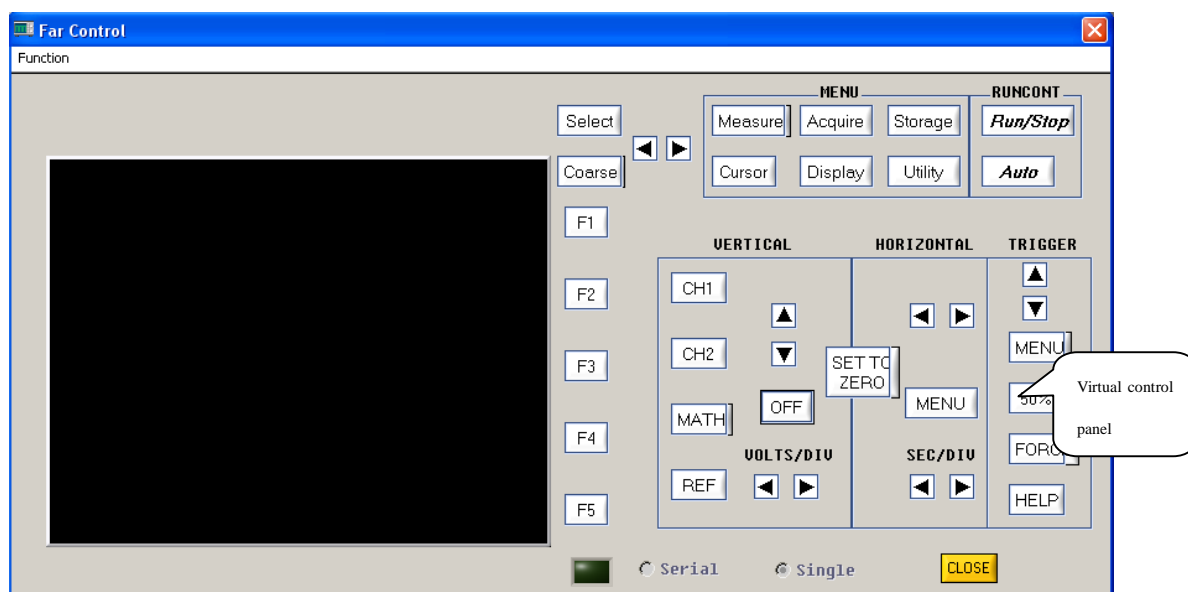 Far Control
Function
MENU
RUNCONT
Select
Measure
Acquire
Storage
Run/Stop
Coarse
Cursor
Display
Utility
Auto
F1
VERTICAL
HORIZONTAL
TRIGGER
CH1
F2
CH2
SET TO
ZERO
MENU
F3
Virtual control
panel
50%
OFF
MENU
MATH
F4
VOLTS/DIV
SEC/DIV
FORC
REF
HELP
F5
Serial
Single
CLOSE